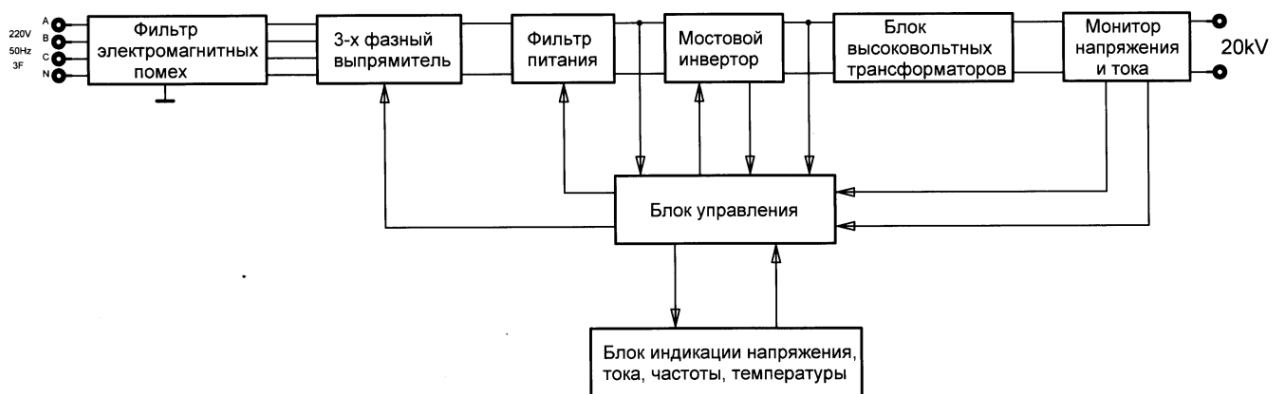 220V
50Hz
3F
A
B
C
N
Фильтр
электромагнитных
помех
3-х фазный
выпрямитель
Фильтр
питания
Мостовой
инвертор
Блок
высоковольтных
трансформаторов
Монитор
напряжения
и тока
20kV
Блок управления
Блок индикации напряжения,
тока, частоты, температуры